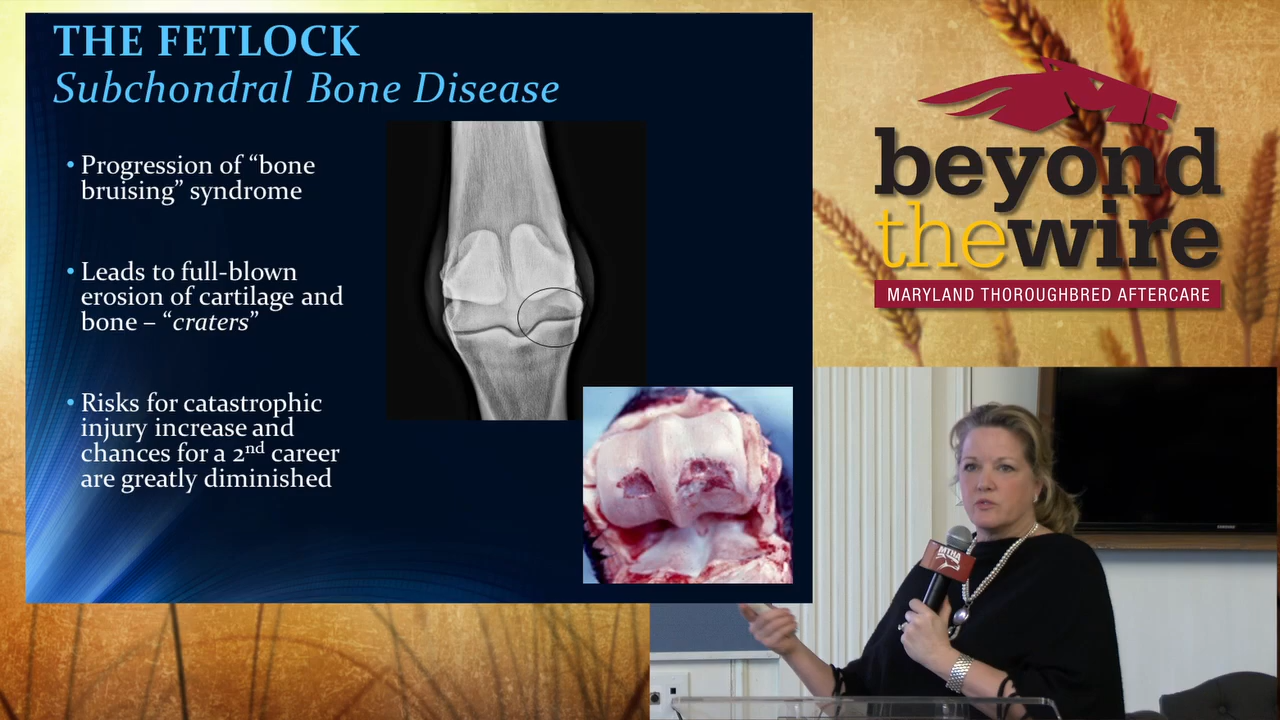 THE FETLOCK
Subchondral Bone Disease
• Progression of “bone
bruising” syndrome
• Leads to full-blown
erosion of cartilage and
bone – “craters”
• Risks for catastrophic
injury increase and
chances for a 2nd career
are greatly diminished
beyond
thewire
MARYLAND THOROUGHBRED AFTERCARE
MTHA